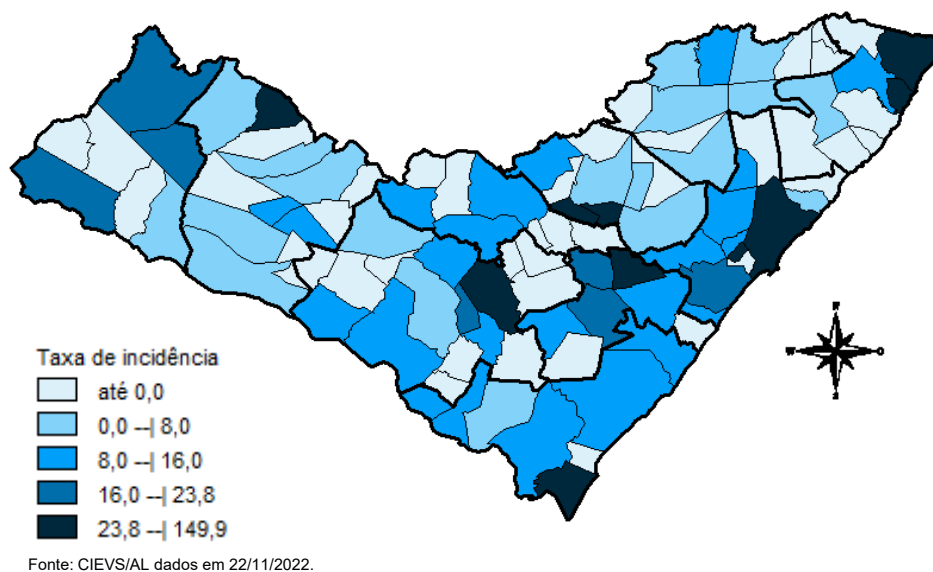 N
W
O
S
Taxa de incidência
até 0,0
0,0 --| 8,0
8,0 --| 16,0
16,0 --| 23,8
23,8 --| 149,9
Fonte: CIEVS/AL dados em 22/11/2022.